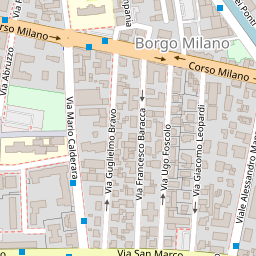 Borgo Milano
Corso Milano
Corso Milano
Via Abruzzo
Via Mario Calderara
Via Guglielmo Bravo
Via Francesco Baracca
Via Ugo Foscolo
Via Giacomo Leopardi
Viale Alessandro
Via San Marco